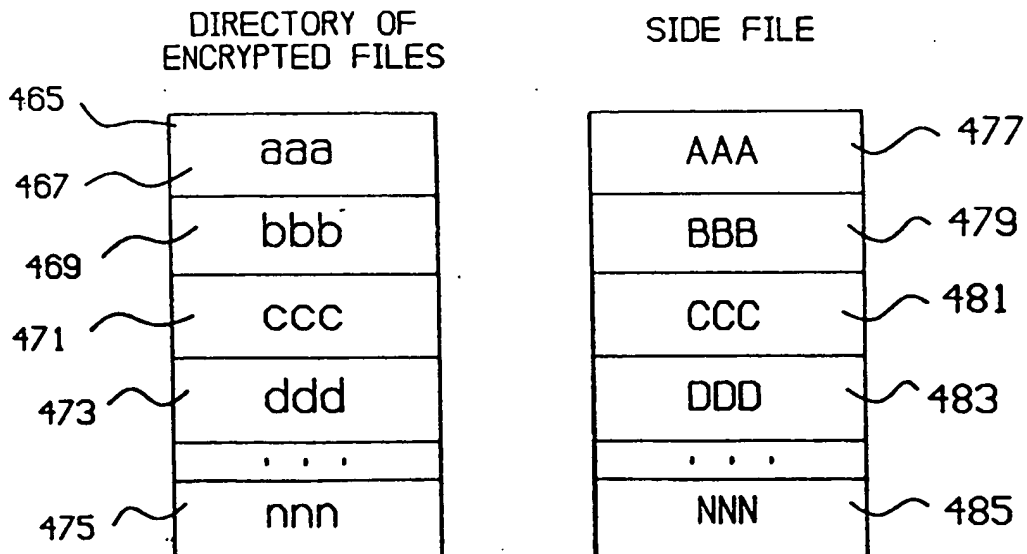 DIRECTORY OF
ENCRYPTED FILES
SIDE FILE
465
aaa
AAA
477
467
bbb
BBB
479
469
ccc
CCC
481
471
ddd
DDD
483
473
. . .
. . .
nnn
NNN
485
475